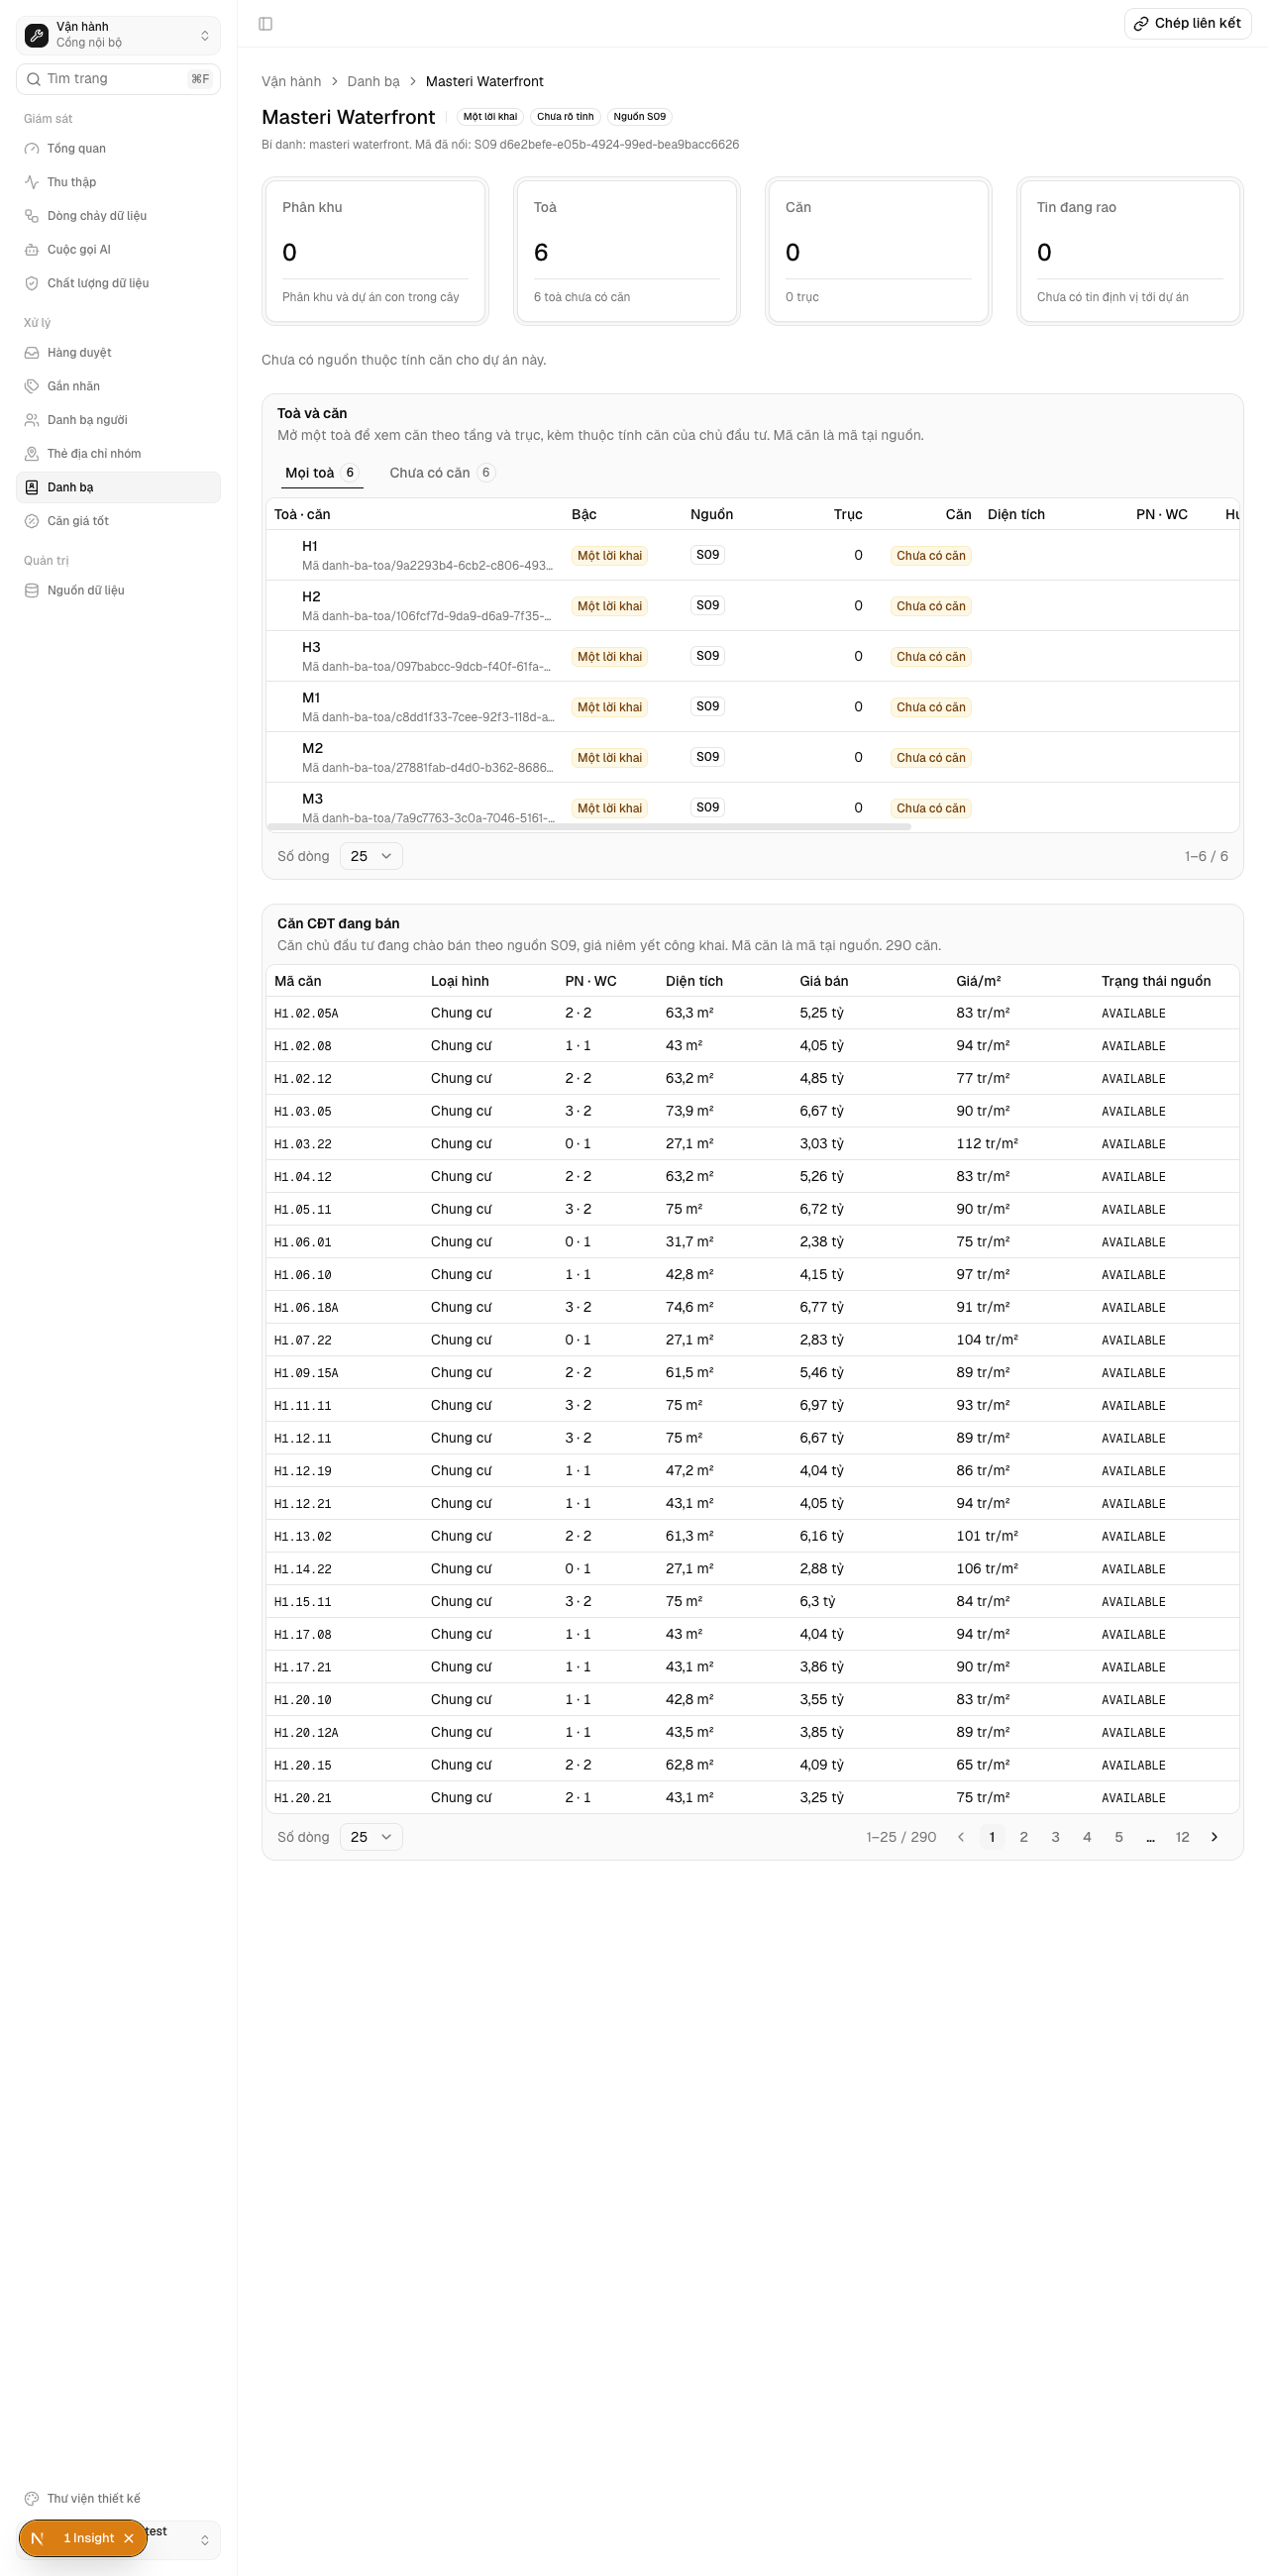 Vận hành
Cổng nội bộ
Tìm trang ⌘F
Giám sát
Tổng quan
Thu thập
Dòng chảy dữ liệu
Cuộc gọi AI
Chất lượng dữ liệu
Xử lý
Hàng duyệt
Gắn nhãn
Danh bạ người
Thẻ địa chỉ nhóm
Danh bạ
Căn giá tốt
Quản trị
Nguồn dữ liệu
Thư viện thiết kế
1 Insight
test
Chép liên kết
Vận hành > Danh bạ > Masteri Waterfront
Masteri Waterfront Một lời khai Chưa rõ tỉnh Nguồn S09
Bí danh: masteri waterfront. Mã đã nối: S09 d6e2befe-e05b-4924-99ed-bea9bacc6626
Phân khu
0
Phân khu và dự án con trong cây
Toà
6
6 toà chưa có căn
Căn
0
0 trục
Tin đang rao
0
Chưa có tin định vị tới dự án
Chưa có nguồn thuộc tính căn cho dự án này.
Toà và căn
Mở một toà để xem căn theo tầng và trục, kèm thuộc tính căn của chủ đầu tư. Mã căn là mã tại nguồn.
Mọi toà 6 Chưa có căn 6
Toà · căn Bậc Nguồn Trục Căn Diện tích PN · WC Hư
H1
Mã danh-ba-toa/9a2293b4-6cb2-c806-493… Một lời khai S09 0 Chưa có căn
H2
Mã danh-ba-toa/106fcf7d-9da9-d6a9-7f35-… Một lời khai S09 0 Chưa có căn
H3
Mã danh-ba-toa/097babcc-9dcb-f40f-61fa-… Một lời khai S09 0 Chưa có căn
M1
Mã danh-ba-toa/c8dd1f33-7cee-92f3-118d-a… Một lời khai S09 0 Chưa có căn
M2
Mã danh-ba-toa/27881fab-d4d0-b362-8686… Một lời khai S09 0 Chưa có căn
M3
Mã danh-ba-toa/7a9c7763-3c0a-7046-5161-… Một lời khai S09 0 Chưa có căn
Số dòng 25 1–6 / 6
Căn CĐT đang bán
Căn chủ đầu tư đang chào bán theo nguồn S09, giá niêm yết công khai. Mã căn là mã tại nguồn. 290 căn.
Mã căn Loại hình PN · WC Diện tích Giá bán Giá/m² Trạng thái nguồn
H1.02.05A Chung cư 2 · 2 63,3 m² 5,25 tỷ 83 tr/m² AVAILABLE
H1.02.08 Chung cư 1 · 1 43 m² 4,05 tỷ 94 tr/m² AVAILABLE
H1.02.12 Chung cư 2 · 2 63,2 m² 4,85 tỷ 77 tr/m² AVAILABLE
H1.03.05 Chung cư 3 · 2 73,9 m² 6,67 tỷ 90 tr/m² AVAILABLE
H1.03.22 Chung cư 0 · 1 27,1 m² 3,03 tỷ 112 tr/m² AVAILABLE
H1.04.12 Chung cư 2 · 2 63,2 m² 5,26 tỷ 83 tr/m² AVAILABLE
H1.05.11 Chung cư 3 · 2 75 m² 6,72 tỷ 90 tr/m² AVAILABLE
H1.06.01 Chung cư 0 · 1 31,7 m² 2,38 tỷ 75 tr/m² AVAILABLE
H1.06.10 Chung cư 1 · 1 42,8 m² 4,15 tỷ 97 tr/m² AVAILABLE
H1.06.18A Chung cư 3 · 2 74,6 m² 6,77 tỷ 91 tr/m² AVAILABLE
H1.07.22 Chung cư 0 · 1 27,1 m² 2,83 tỷ 104 tr/m² AVAILABLE
H1.09.15A Chung cư 2 · 2 61,5 m² 5,46 tỷ 89 tr/m² AVAILABLE
H1.11.11 Chung cư 3 · 2 75 m² 6,97 tỷ 93 tr/m² AVAILABLE
H1.12.11 Chung cư 3 · 2 75 m² 6,67 tỷ 89 tr/m² AVAILABLE
H1.12.19 Chung cư 1 · 1 47,2 m² 4,04 tỷ 86 tr/m² AVAILABLE
H1.12.21 Chung cư 1 · 1 43,1 m² 4,05 tỷ 94 tr/m² AVAILABLE
H1.13.02 Chung cư 2 · 2 61,3 m² 6,16 tỷ 101 tr/m² AVAILABLE
H1.14.22 Chung cư 0 · 1 27,1 m² 2,88 tỷ 106 tr/m² AVAILABLE
H1.15.11 Chung cư 3 · 2 75 m² 6,3 tỷ 84 tr/m² AVAILABLE
H1.17.08 Chung cư 1 · 1 43 m² 4,04 tỷ 94 tr/m² AVAILABLE
H1.17.21 Chung cư 1 · 1 43,1 m² 3,86 tỷ 90 tr/m² AVAILABLE
H1.20.10 Chung cư 1 · 1 42,8 m² 3,55 tỷ 83 tr/m² AVAILABLE
H1.20.12A Chung cư 1 · 1 43,5 m² 3,85 tỷ 89 tr/m² AVAILABLE
H1.20.15 Chung cư 2 · 2 62,8 m² 4,09 tỷ 65 tr/m² AVAILABLE
H1.20.21 Chung cư 2 · 1 43,1 m² 3,25 tỷ 75 tr/m² AVAILABLE
Số dòng 25 1–25 / 290 1 2 3 4 5 … 12